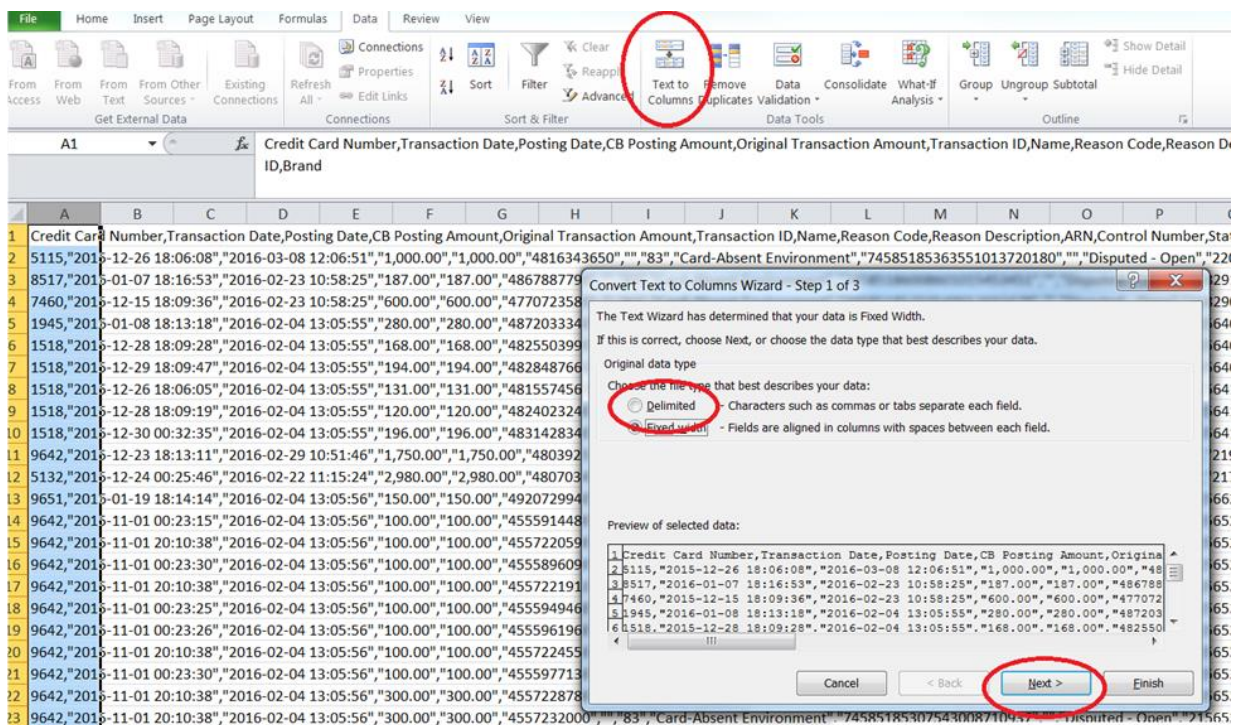 File Home Insert Page Layout Formulas Data Review View
Connections Clear Show Detail
Properties Reapply Hide Detail
From From From From Other Existing Refresh Edit Links Sort Filter Advanced Text to Remove Data Consolidate What-If Group Ungroup Subtotal
Access Web Text Sources Connections All Columns Duplicates Validation Analysis
Get External Data Connections Sort & Filter Data Tools Outline
A1 fx Credit Card Number,Transaction Date,Posting Date,CB Posting Amount,Original Transaction Amount,Transaction ID,Name,Reason Code,Reason De
ID,Brand
A B C D E F G H I J K L M N O P
1 Credit Card Number,Transaction Date,Posting Date,CB Posting Amount,Original Transaction Amount,Transaction ID,Name,Reason Code,Reason Description,ARN,Control Number,Stat
2 5115,"2015-12-26 18:06:08","2016-03-08 12:06:51","1,000.00","1,000.00","4816343650","","83","Card-Absent Environment","74585185363551013720180","","Disputed - Open","220
3 8517,"2016-01-07 18:16:53","2016-02-23 10:58:25","187.00","187.00","486788779
4 7460,"2015-12-15 18:09:36","2016-02-23 10:58:25","600.00","600.00","477072358
5 1945,"2016-01-08 18:13:18","2016-02-04 13:05:55","280.00","280.00","487203334
6 1518,"2015-12-28 18:09:28","2016-02-04 13:05:55","168.00","168.00","482550399
7 1518,"2015-12-29 18:09:47","2016-02-04 13:05:55","194.00","194.00","482848766
8 1518,"2015-12-26 18:06:05","2016-02-04 13:05:55","131.00","131.00","481557456
9 1518,"2015-12-28 18:09:19","2016-02-04 13:05:55","120.00","120.00","482402324
10 1518,"2015-12-30 00:32:35","2016-02-04 13:05:55","196.00","196.00","483142834
11 9642,"2015-12-23 18:13:11","2016-02-29 10:51:46","1,750.00","1,750.00","480392
12 5132,"2015-12-24 00:25:46","2016-02-22 11:15:24","2,980.00","2,980.00","480703
13 9651,"2016-01-19 18:14:14","2016-02-04 13:05:56","150.00","150.00","492072994
14 9642,"2015-11-01 00:23:15","2016-02-04 13:05:56","100.00","100.00","455591448
15 9642,"2015-11-01 20:10:38","2016-02-04 13:05:56","100.00","100.00","455722059
16 9642,"2015-11-01 00:23:30","2016-02-04 13:05:56","100.00","100.00","455589609
17 9642,"2015-11-01 20:10:38","2016-02-04 13:05:56","100.00","100.00","455722191
18 9642,"2015-11-01 00:23:25","2016-02-04 13:05:56","100.00","100.00","455594946
19 9642,"2015-11-01 00:23:26","2016-02-04 13:05:56","100.00","100.00","455596196
20 9642,"2015-11-01 20:10:38","2016-02-04 13:05:56","100.00","100.00","455722455
21 9642,"2015-11-01 00:23:30","2016-02-04 13:05:56","100.00","100.00","455597713
22 9642,"2015-11-01 20:10:38","2016-02-04 13:05:56","300.00","300.00","455722878
23 9642,"2015-11-01 20:10:38","2016-02-04 13:05:56","300.00","300.00","4557232000","","83","Card-Absent Environment","74585185307543008710937","","Disputed - Open","21565
Convert Text to Columns Wizard - Step 1 of 3
The Text Wizard has determined that your data is Fixed Width.
If this is correct, choose Next, or choose the data type that best describes your data.
Original data type
Choose the file type that best describes your data:
Delimited - Characters such as commas or tabs separate each field.
Fixed width - Fields are aligned in columns with spaces between each field.
Preview of selected data:
1 Credit Card Number,Transaction Date,Posting Date,CB Posting Amount,Origina
2 5115,"2015-12-26 18:06:08","2016-03-08 12:06:51","1,000.00","1,000.00","48
3 8517,"2016-01-07 18:16:53","2016-02-23 10:58:25","187.00","187.00","486788
4 7460,"2015-12-15 18:09:36","2016-02-23 10:58:25","600.00","600.00","477072
5 1945,"2016-01-08 18:13:18","2016-02-04 13:05:55","280.00","280.00","487203
6 1518,"2015-12-28 18:09:28","2016-02-04 13:05:55","168.00","168.00","482550
Cancel < Back Next > Finish